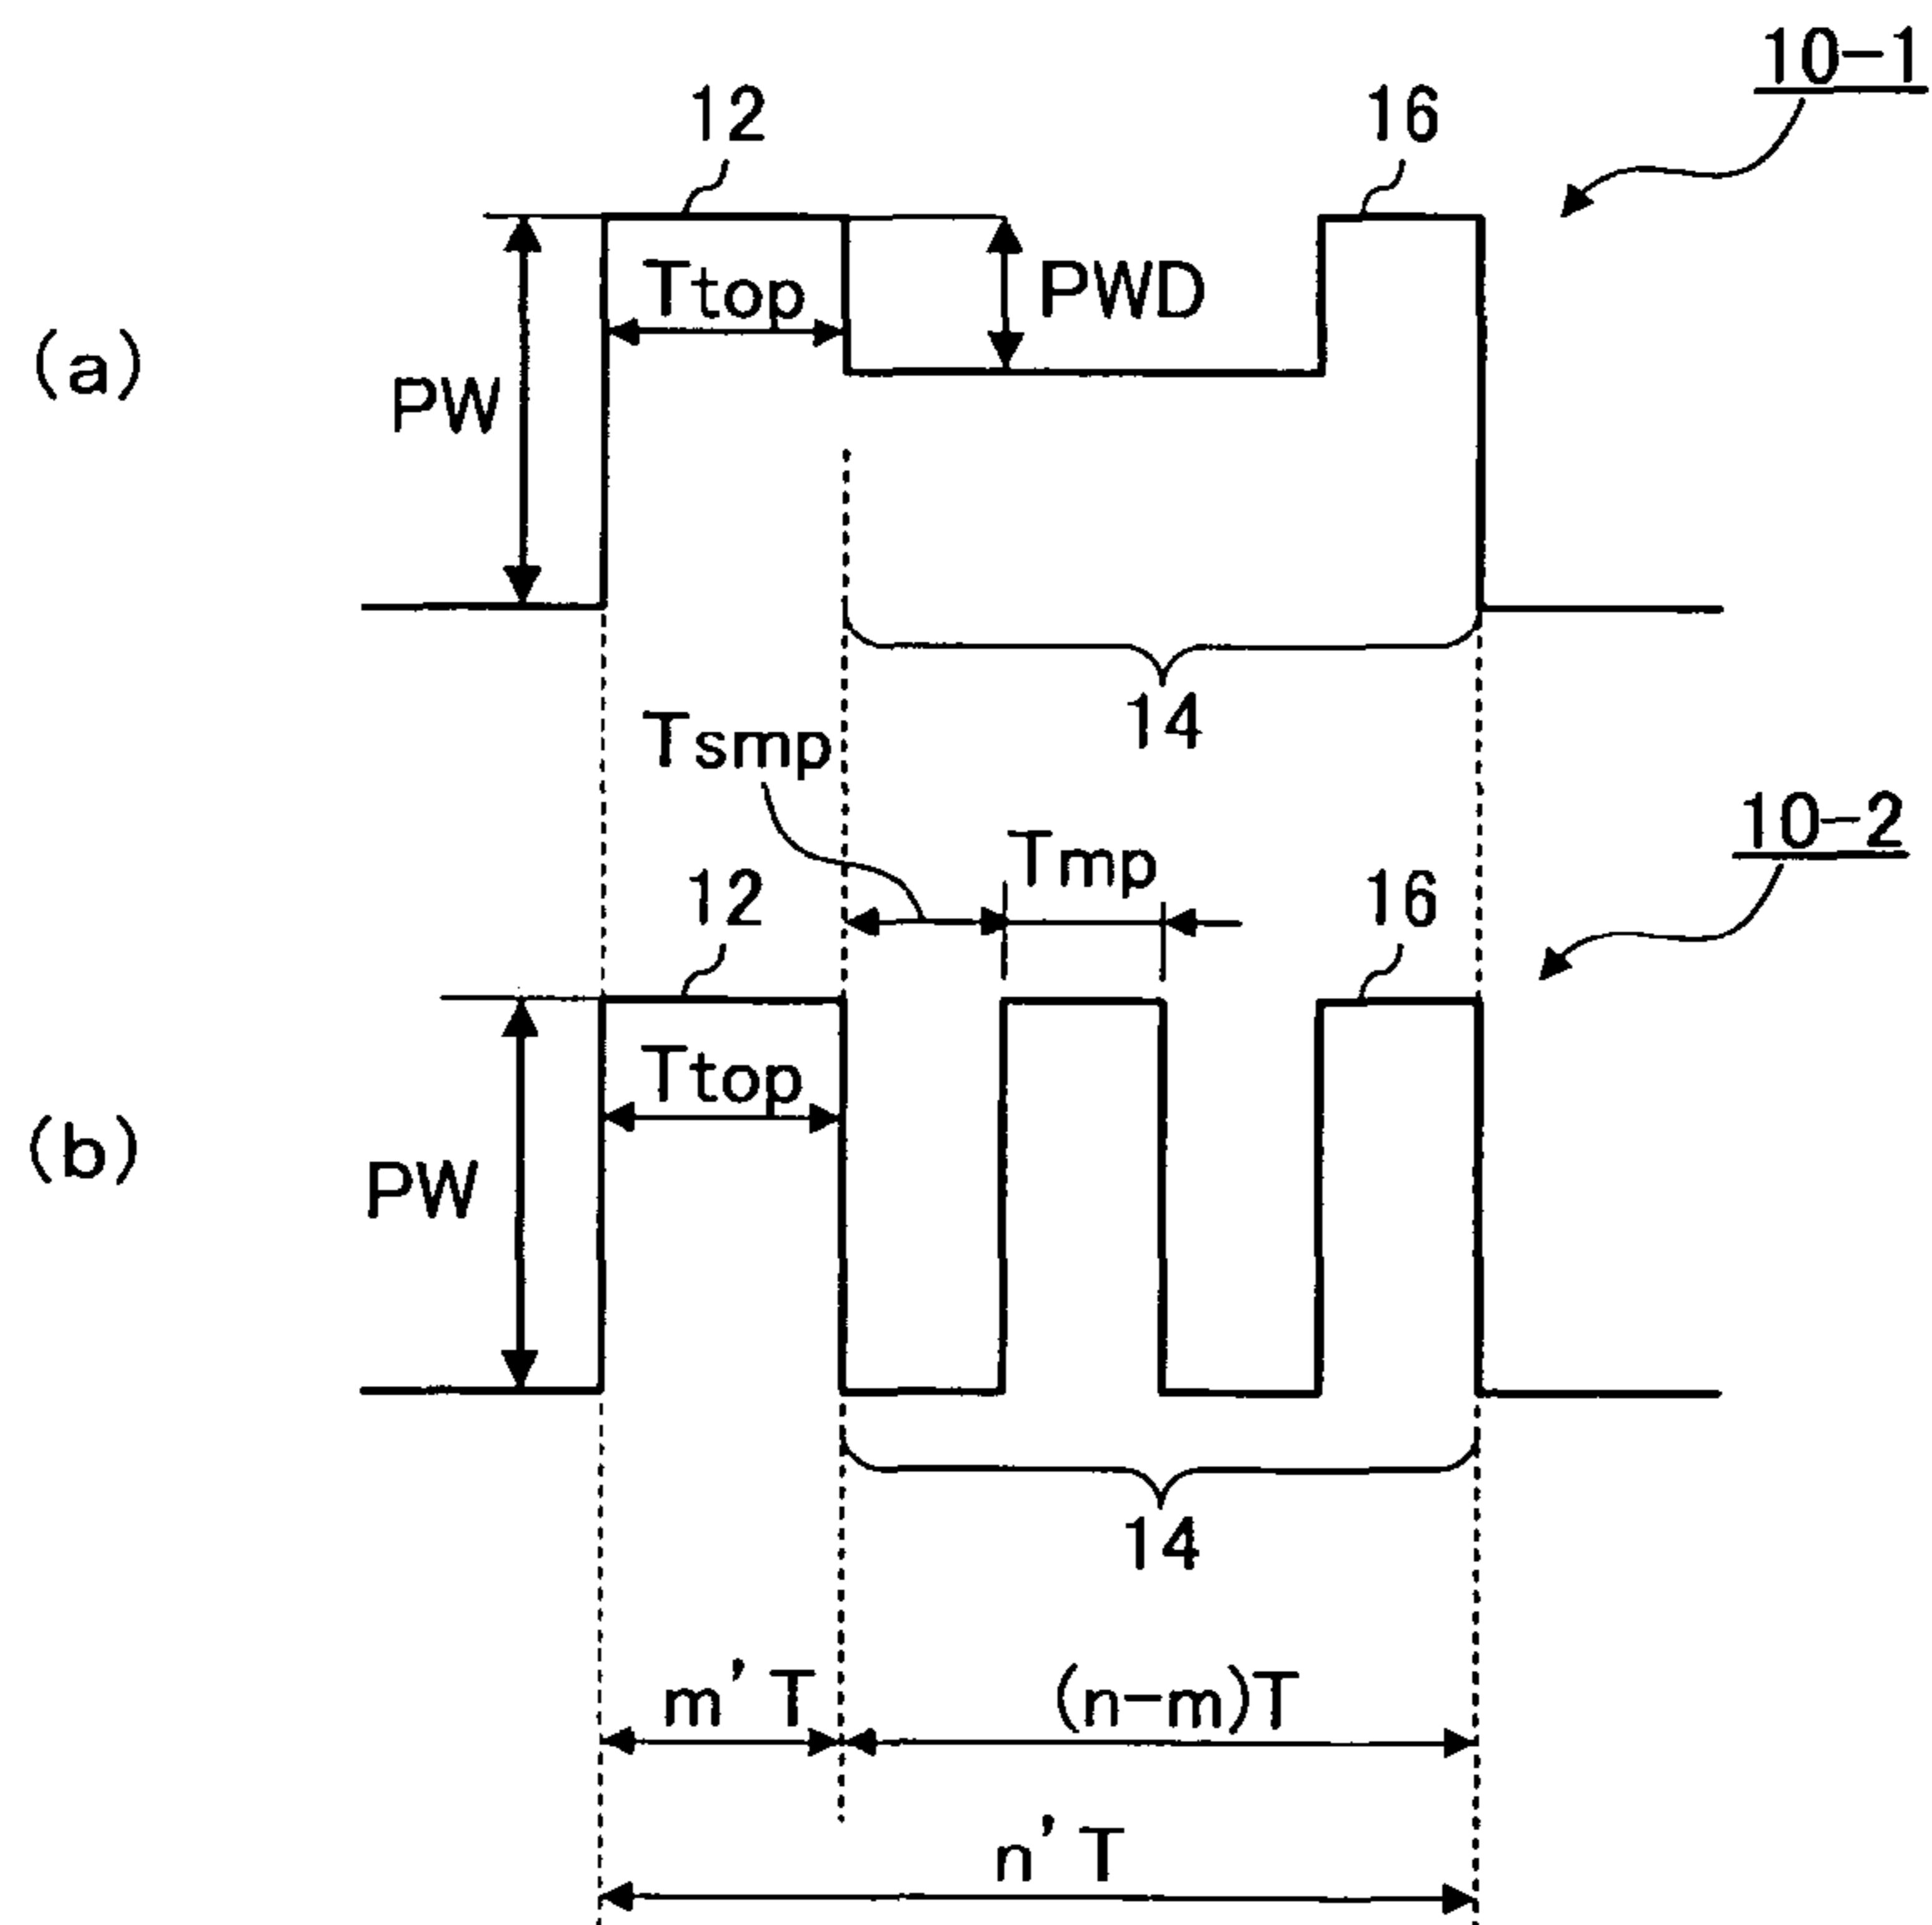 10-1
12
16
Ttop
PWD
(a)
PW
14
Tsmp
10-2
Tmp
12
16
Ttop
(b)
PW
14
m' T
(n-m)T
n' T